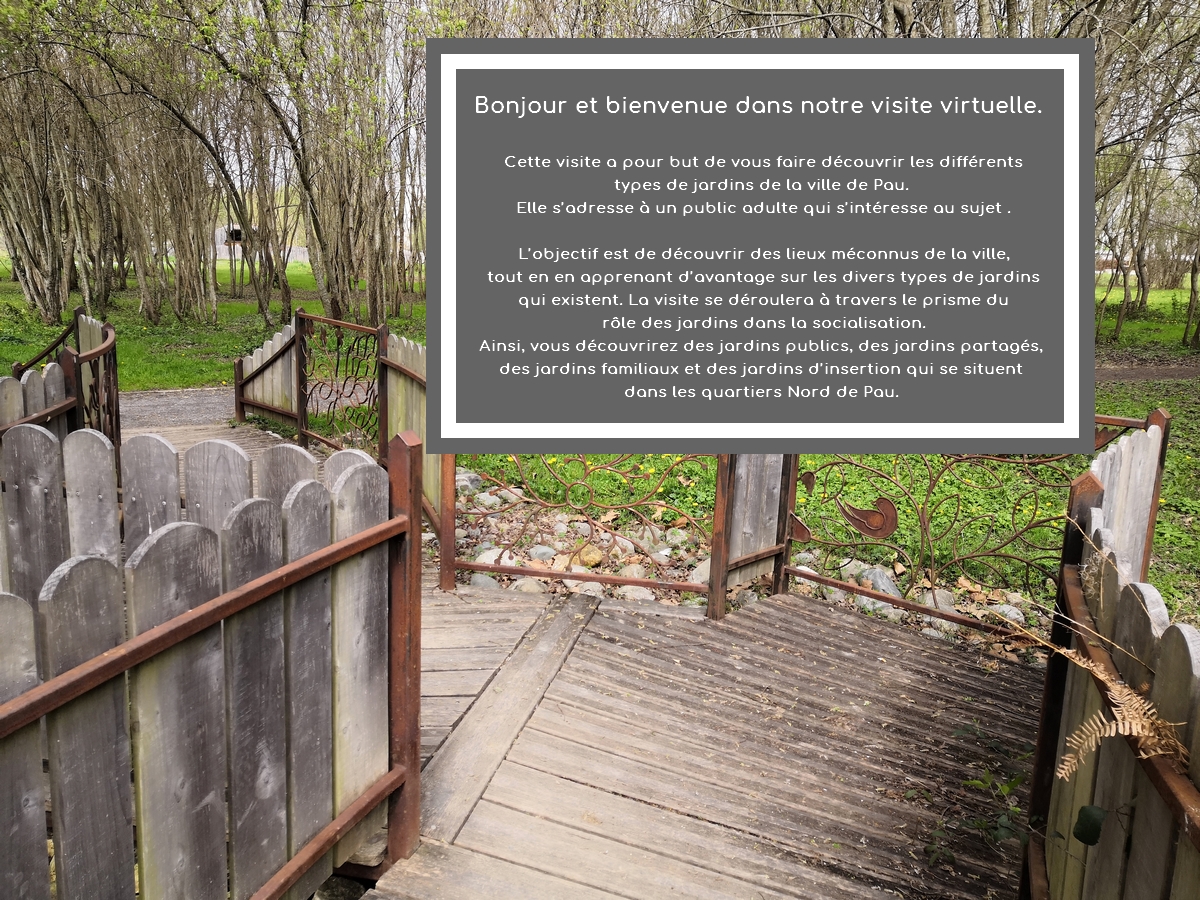 Bonjour et bienvenue dans notre visite virtuelle.
Cette visite a pour but de vous faire découvrir les différents
types de jardins de la ville de Pau.
Elle s'adresse à un public adulte qui s'intéresse au sujet .
L'objectif est de découvrir des lieux méconnus de la ville,
tout en en apprenant d'avantage sur les divers types de jardins
qui existent. La visite se déroulera à travers le prisme du
rôle des jardins dans la socialisation.
Ainsi, vous découvrirez des jardins publics, des jardins partagés,
des jardins familiaux et des jardins d'insertion qui se situent
dans les quartiers Nord de Pau.